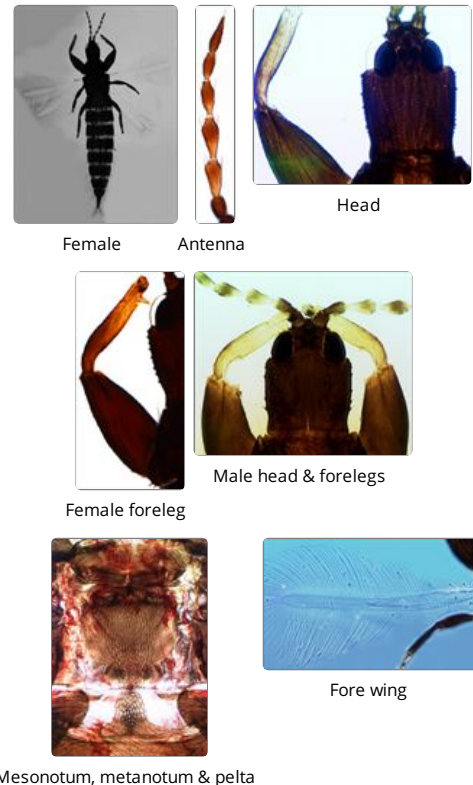 Female
Antenna
Head
Female foreleg
Male head & forelegs
Mesonotum, metanotum & pelta
Fore wing